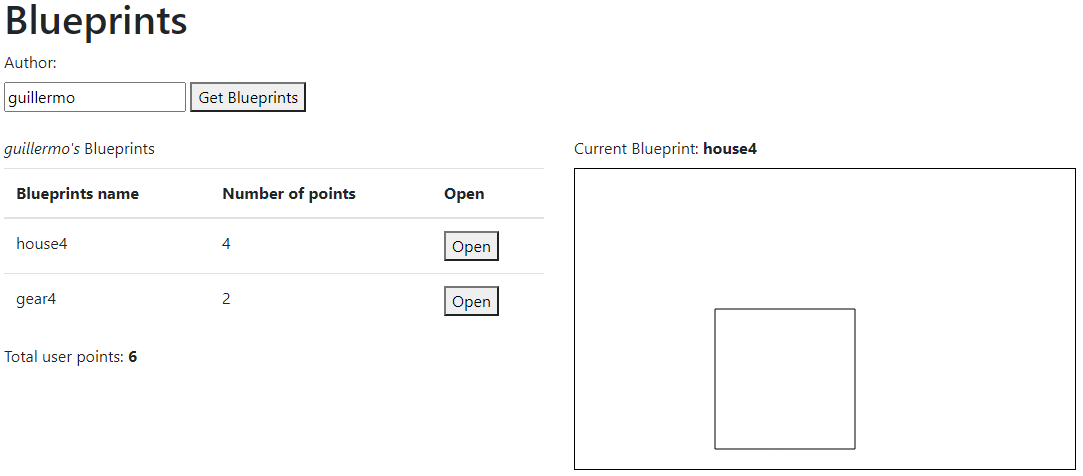 Blueprints
Author:
guillermo Get Blueprints
guillermo's Blueprints
Blueprints name Number of points Open
house4 4 Open
gear4 2 Open
Total user points: 6
Current Blueprint: house4